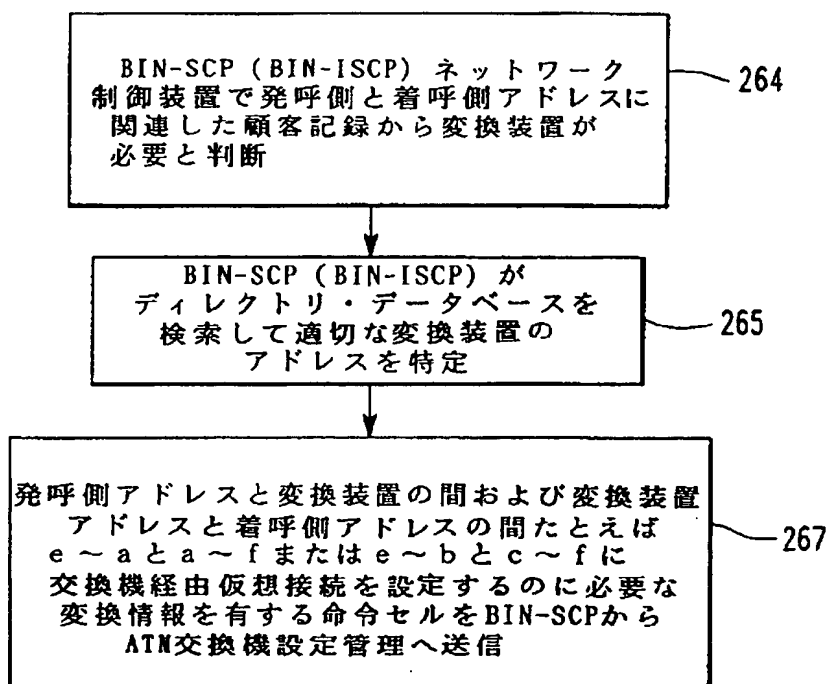 BIN-SCP (BIN-ISCP) ネットワーク
制御装置で発呼側と着呼側アドレスに
関連した顧客記録から変換装置が
必要と判断
264
BIN-SCP (BIN-ISCP) が
ディレクトリ・データベースを
検索して適切な変換装置の
アドレスを特定
265
発呼側アドレスと変換装置の間および変換装置
アドレスと着呼側アドレスの間たとえば
e~aとa~fまたはe~bとc~fに
交換機経由仮想接続を設定するのに必要な
変換情報を有する命令セルをBIN-SCPから
ATM交換機設定管理へ送信
267